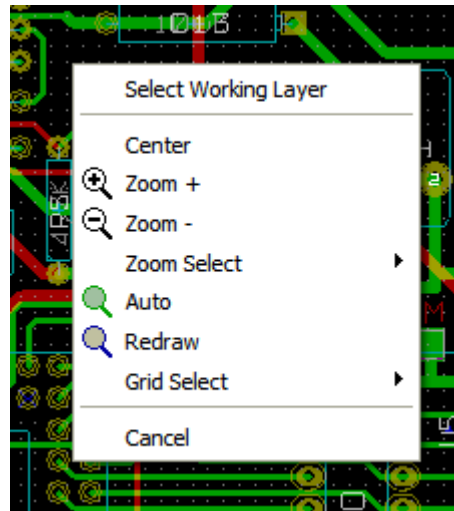 Select Working Layer
Center
Zoom +
Zoom -
Zoom Select
Auto
Redraw
Grid Select
Cancel